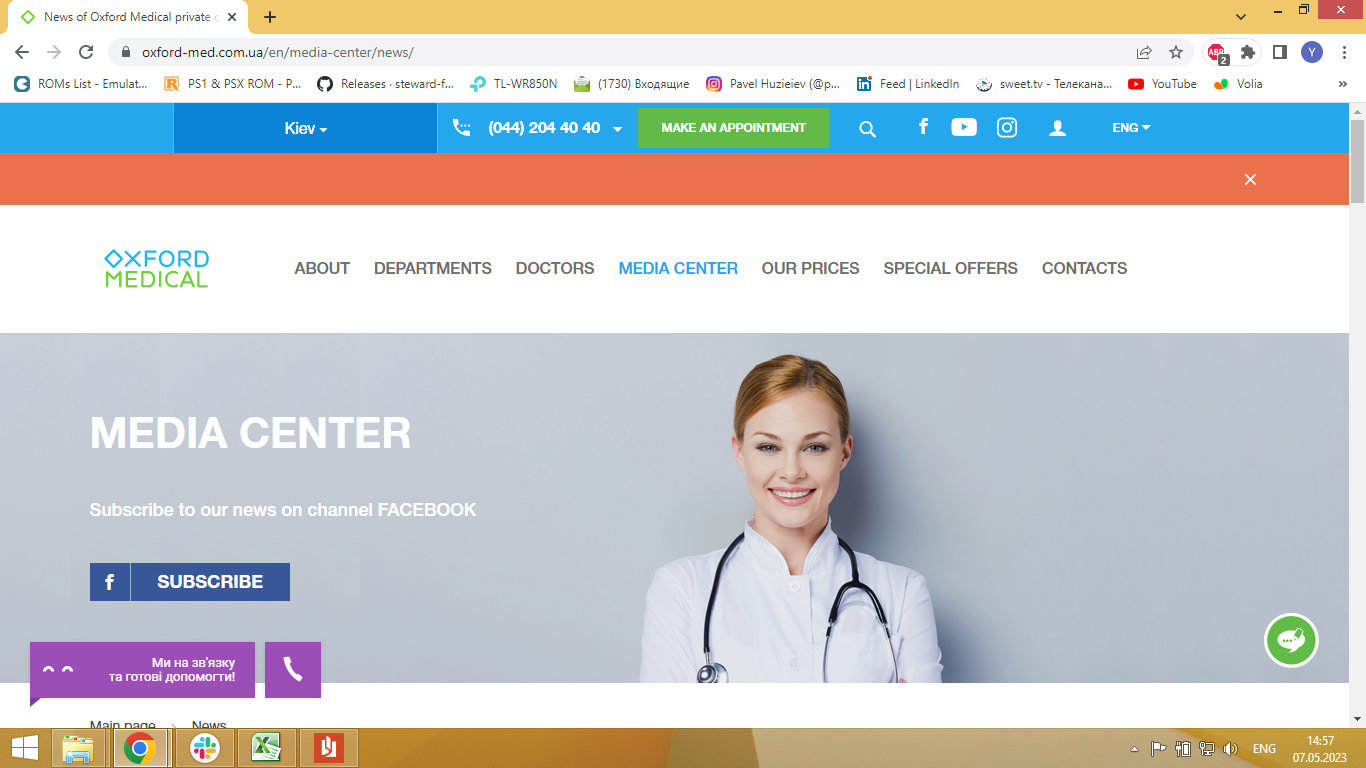 News of Oxford Medical private c
oxford-med.com.ua/en/media-center/news/
ABP
2
Y
ROMs List - Emulat...
PS1 & PSX ROM - P...
Releases · steward-f...
TL-WR850N
(1730) Входящие
Pavel Huzieiev (@p...
Feed | LinkedIn
sweet.tv - Телекана...
YouTube
Volia
»
Kiev
(044) 204 40 40
MAKE AN APPOINTMENT
ENG
OXFORD
MEDICAL
ABOUT
DEPARTMENTS
DOCTORS
MEDIA CENTER
OUR PRICES
SPECIAL OFFERS
CONTACTS
MEDIA CENTER
Subscribe to our news on channel FACEBOOK
f SUBSCRIBE
Ми на зв'язку
та готові допомогти!
Main page
News
ENG
14:57
07.05.2023